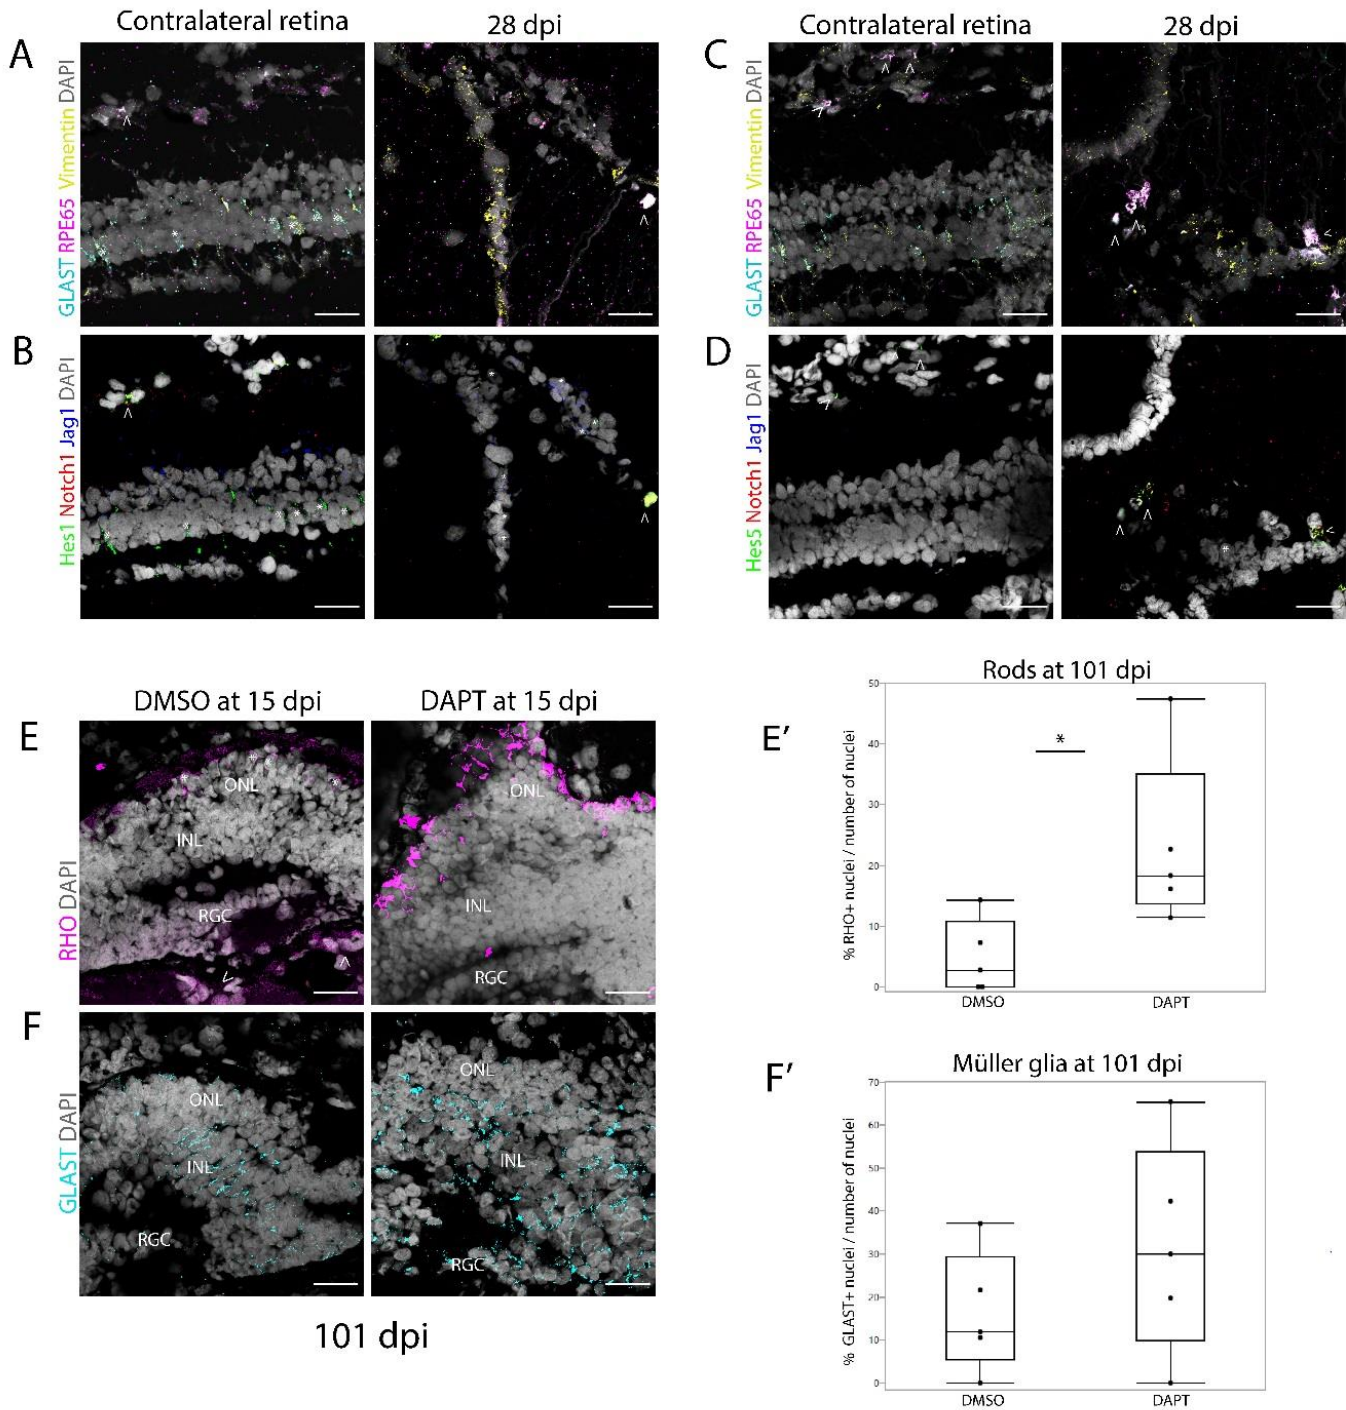 Contralateral retina
28 dpi
A
GLAST RPE65 Vimentin DAPI
B
Hes1 Notch1 Jag1 DAPI
Contralateral retina
28 dpi
C
GLAST RPE65 Vimentin DAPI
D
Hes5 Notch1 Jag1 DAPI
DMSO at 15 dpi
DAPT at 15 dpi
E
RHO DAPI
ONL
INL
RGC
ONL
INL
RGC
F
GLAST DAPI
ONL
INL
RGC
ONL
INL
RGC
101 dpi
E'
Rods at 101 dpi
% RHO+ nuclei / number of nuclei
50
40
30
20
10
0
*
DMSO
DAPT
F'
Müller glia at 101 dpi
% GLAST+ nuclei / number of nuclei
70
60
50
40
30
20
10
0
DMSO
DAPT